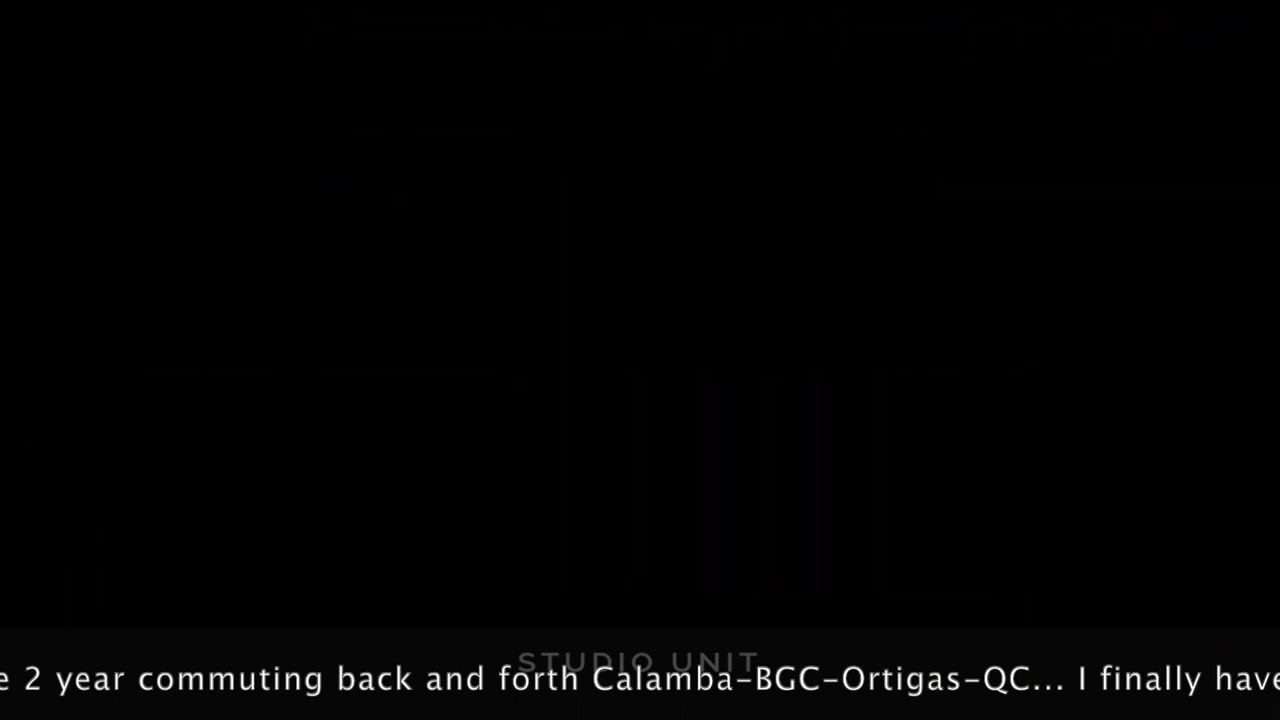 STUDIO UNIT
e 2 year commuting back and forth Calamba-BGC-Ortigas-QC... I finally have